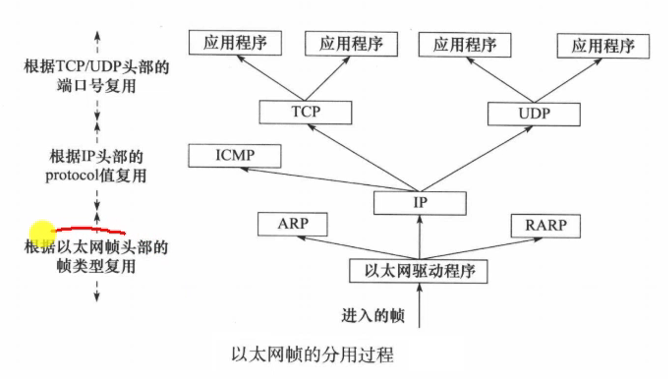 应用程序
应用程序
应用程序
应用程序
根据TCP/UDP头部的
端口号复用
TCP
UDP
根据IP头部的
protocol值复用
ICMP
IP
ARP
RARP
根据以太网帧头部的
帧类型复用
以太网驱动程序
进入的帧
以太网帧的分用过程